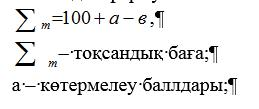 ∑ m=100+а−в,¶
∑ m–·тоқсандық·баға;¶
а·–·көтермелеу·баллдары;¶